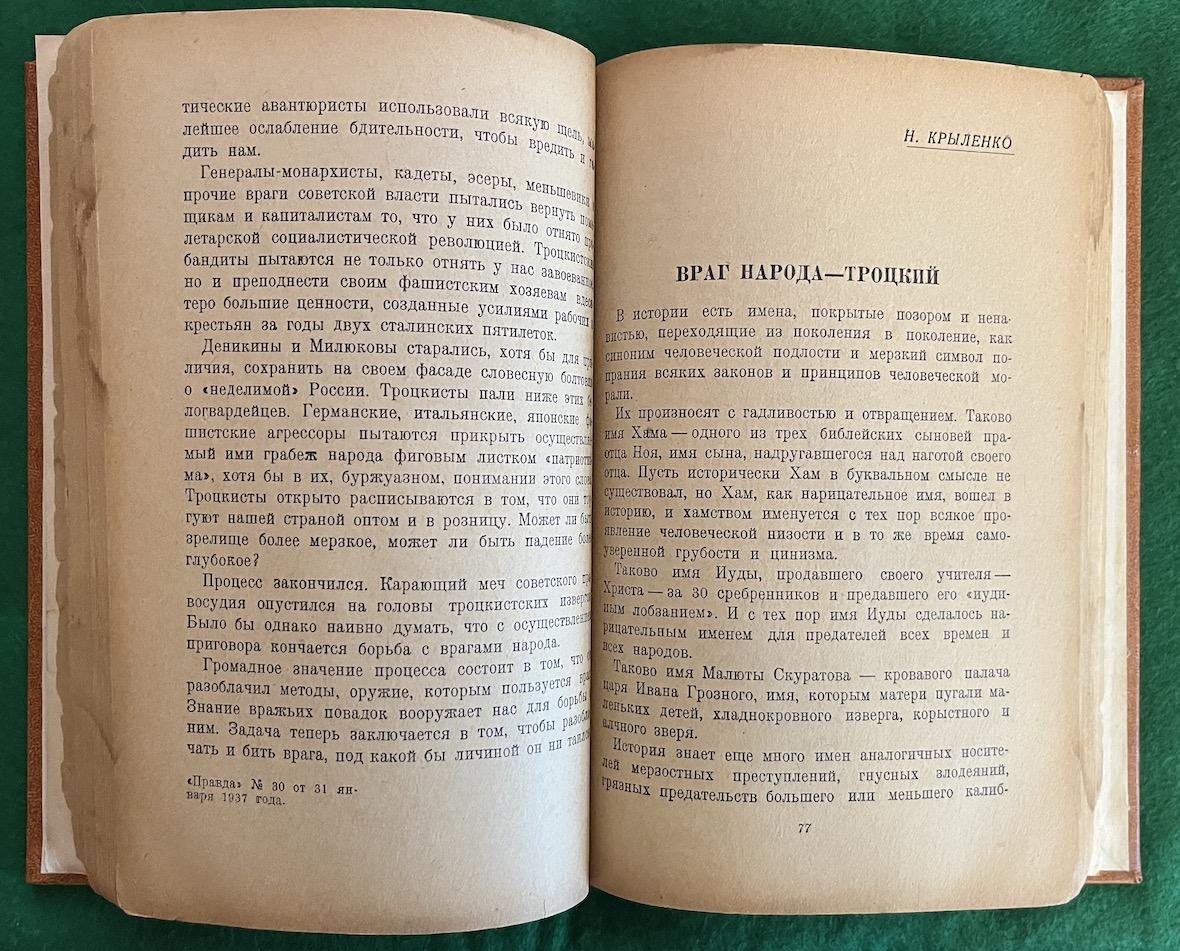 тические авантюристы использовали всякую щель,
лейшее ослабление бдительности, чтобы вредить и
дить нам.
Генералы-монархисты, кадеты, эсеры, меньшевики
прочие враги советской власти пытались вернуть
щикам и капиталистам то, что у них было отнято
летарской социалистической революцией.
бандиты пытаются не только отнять у нас
но и преподнести своим фашистским хозяевам
теро большие ценности, созданные усилиями рабочих
крестьян за годы двух сталинских пятилеток.
Деникины и Милюковы старались, хотя бы для
личия, сохранить на своем фасаде словесную
о «неделимой» России. Троцкисты пали ниже этих
логвардейцев. Германские, итальянские, японские
шистские агрессоры пытаются прикрыть
мый ими грабеж народа фиговым листком
ма», хотя бы в их, буржуазном, понимании этого
Троцкисты открыто расписываются в том, что они
гуют нашей страной оптом и в розницу. Может ли
зрелище более мерзкое, может ли быть падение
глубокое?
Процесс закончился. Карающий меч советского
восудия опустился на головы троцкистских
Было бы однако наивно думать, что с
приговора кончается борьба с врагами народа.
Громадное значение процесса состоит в том, что
разоблачил методы, оружие, которым пользуется
Знание вражьих повадок вооружает нас для борьбы
ним. Задача теперь заключается в том, чтобы
чать и бить врага, под какой бы личиной он ни
«Правда» № 30 от 31 ян-
варя 1937 года.
Н. КРЫЛЕНКО
ВРАГ НАРОДА—ТРОЦКИЙ
В истории есть имена, покрытые позором и нена-
вистью, переходящие из поколения в поколение, как
синоним человеческой подлости и мерзкий символ по-
прания всяких законов и принципов человеческой мо-
рали.
Их произносят с гадливостью и отвращением. Таково
имя Хама — одного из трех библейских сыновей пра-
отца Ноя, имя сына, надругавшегося над наготой своего
отца. Пусть исторически Хам в буквальном смысле не
существовал, но Хам, как нарицательное имя, вошел в
историю, и хамством именуется с тех пор всякое про-
явление человеческой низости и в то же время само-
уверенной грубости и цинизма.
Таково имя Иуды, продавшего своего учителя —
Христа — за 30 сребренников и предавшего его «иуди-
ным лобзанием». И с тех пор имя Иуды сделалось на-
рицательным именем для предателей всех времен и
всех народов.
Таково имя Малюты Скуратова — кровавого палача
царя Ивана Грозного, имя, которым матери пугали ма-
леньких детей, хладнокровного изверга, корыстного и
алчного зверя.
История знает еще много имен аналогичных носите-
лей мерзостных преступлений, гнусных злодеяний,
грязных предательств большего или меньшего калиб-
77